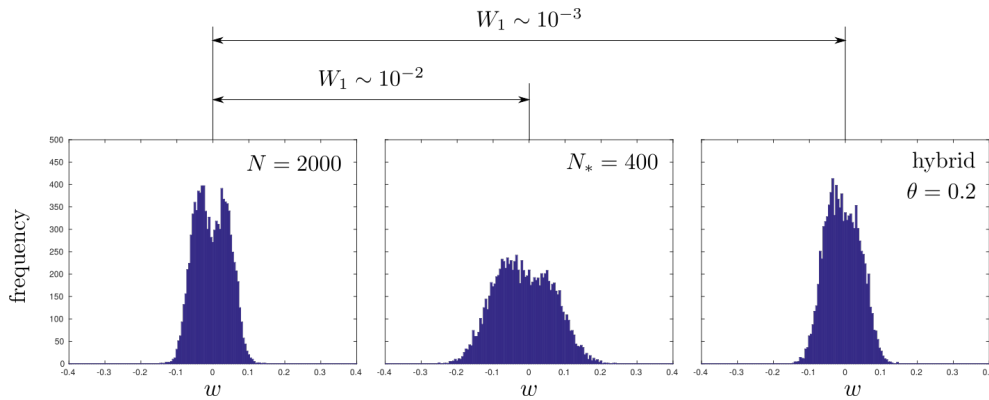 W₁ ∼ 10⁻³
W₁ ∼ 10⁻²
frequency
500
450
400
350
300
250
200
150
100
50
0
N = 2000
-0.4 -0.3 -0.2 -0.1 0 0.1 0.2 0.3 0.4
w
N∗ = 400
-0.4 -0.3 -0.2 -0.1 0 0.1 0.2 0.3 0.4
w
hybrid
θ = 0.2
-0.4 -0.3 -0.2 -0.1 0 0.1 0.2 0.3 0.4
w